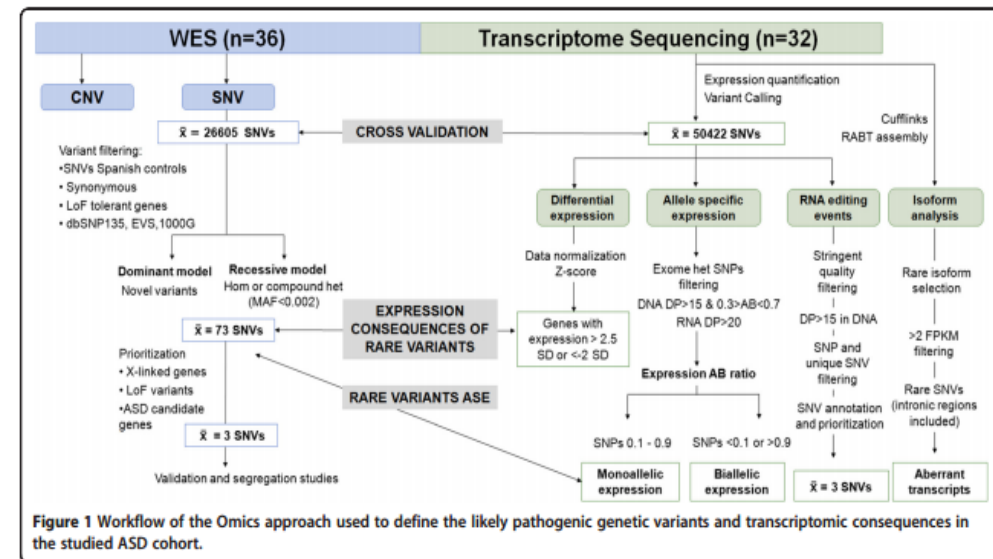 WES (n=36)
Transcriptome Sequencing (n=32)
CNV
SNV
x̄ = 26605 SNVs
Variant filtering:
•SNVs Spanish controls
•Synonymous
•LoF tolerant genes
•dbSNP135, EVS,1000G
Dominant model
Novel variants
Recessive model
Hom or compound het
(MAF<0.002)
x̄ = 73 SNVs
Prioritization
• X-linked genes
• LoF variants
•ASD candidate
genes
x̄ = 3 SNVs
Validation and segregation studies
CROSS VALIDATION
EXPRESSION
CONSEQUENCES OF
RARE VARIANTS
RARE VARIANTS ASE
Expression quantification
Variant Calling
x̄ = 50422 SNVs
Cufflinks
RABT assembly
Differential
expression
Data normalization
Z-score
Genes with
expression > 2.5
SD or <-2 SD
Allele specific
expression
Exome het SNPs
filtering
DNA DP>15 & 0.3>AB<0.7
RNA DP>20
Expression AB ratio
SNPs 0.1 - 0.9
SNPs <0.1 or >0.9
Monoallelic
expression
Biallelic
expression
RNA editing
events
Stringent
quality
filtering
DP>15 in DNA
SNP and
unique SNV
filtering
SNV annotation
and prioritization
x̄ = 3 SNVs
Isoform
analysis
Rare isoform
selection
>2 FPKM
filtering
Rare SNVs
(intronic regions
included)
Aberrant
transcripts
Figure 1 Workflow of the Omics approach used to define the likely pathogenic genetic variants and transcriptomic consequences in
the studied ASD cohort.